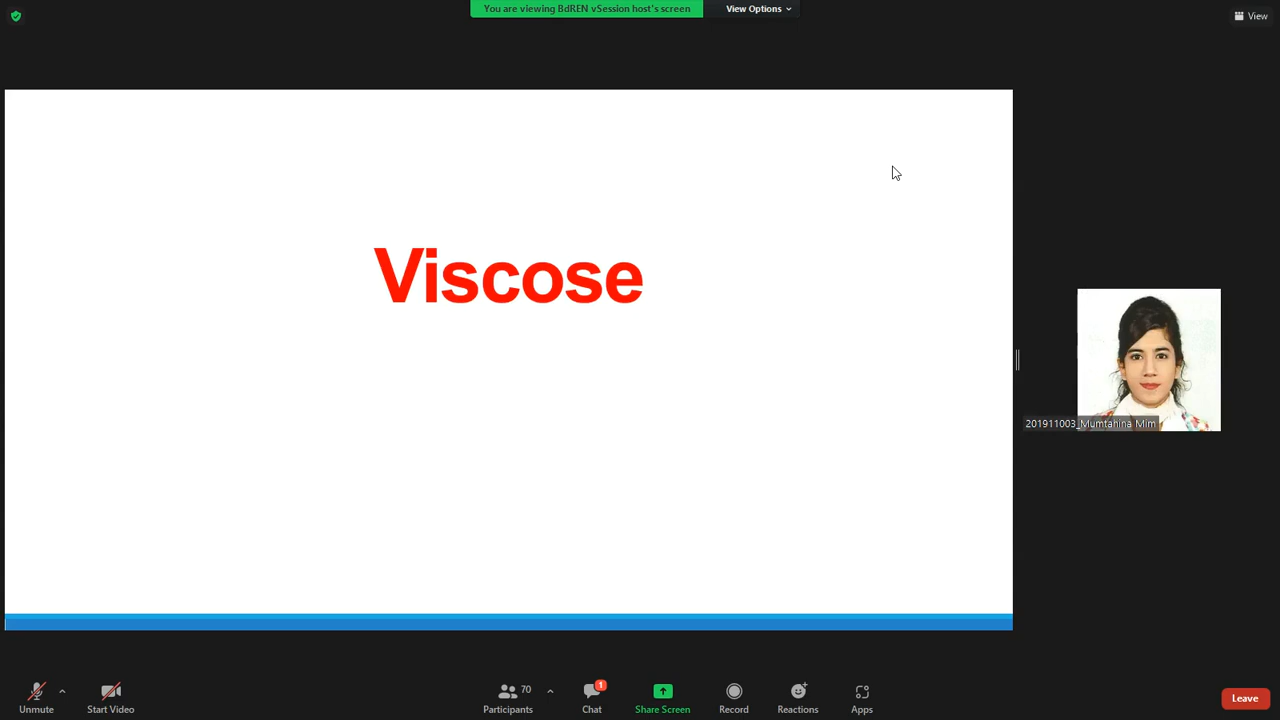 You are viewing BdREN vSession host's screen
View Options
View
Viscose
201911003_Mumtahina Mim
Unmute
Start Video
70
Participants
1
Chat
Share Screen
Record
Reactions
Apps
Leave